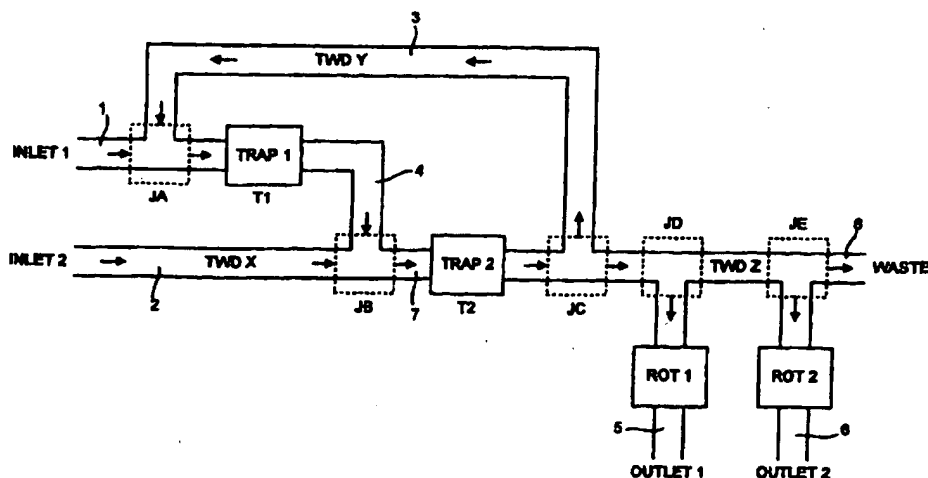 3
TWD Y
1
INLET 1
TRAP 1
4
JA
T1
JD
JE
6
INLET 2
TWD X
TRAP 2
TWD Z
WASTE
2
JB
7
T2
JC
ROT 1
ROT 2
5
6
OUTLET 1
OUTLET 2